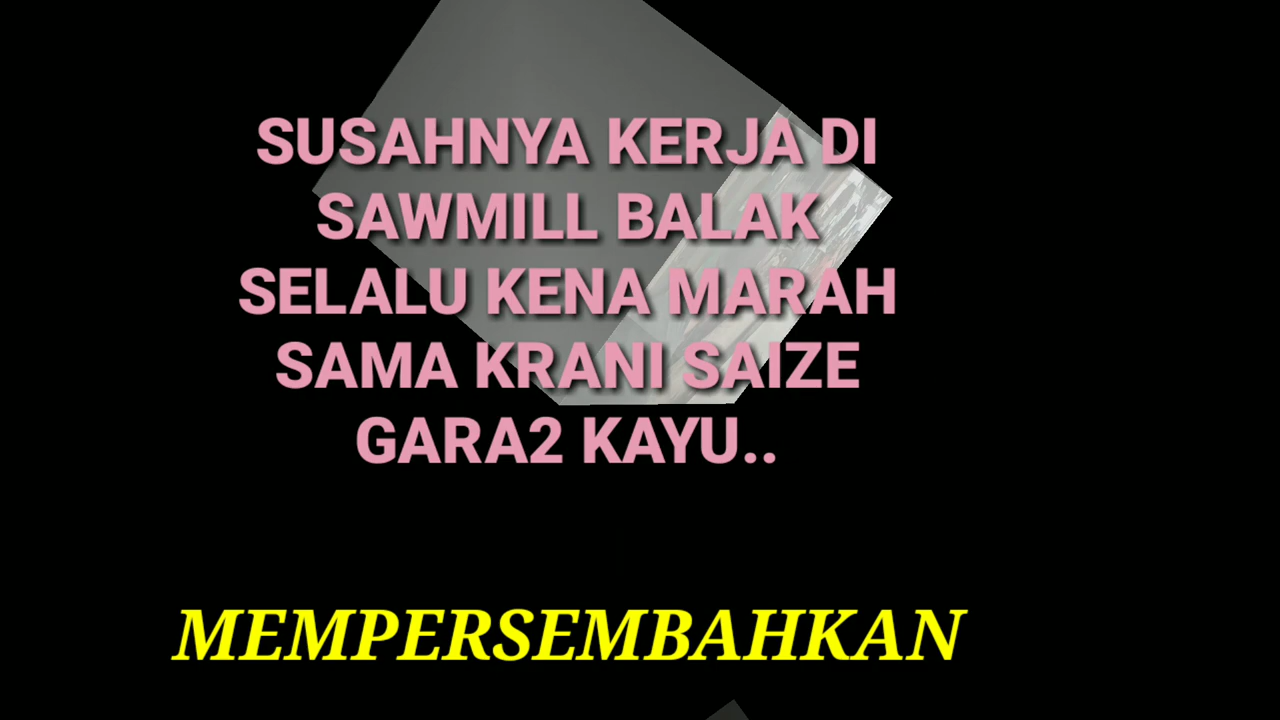 SUSAHNYA KERJA DI
SAWMILL BALAK
SELALU KENA MARAH
SAMA KRANI SAIZE
GARA2 KAYU..
MEMPERSEMBAHKAN